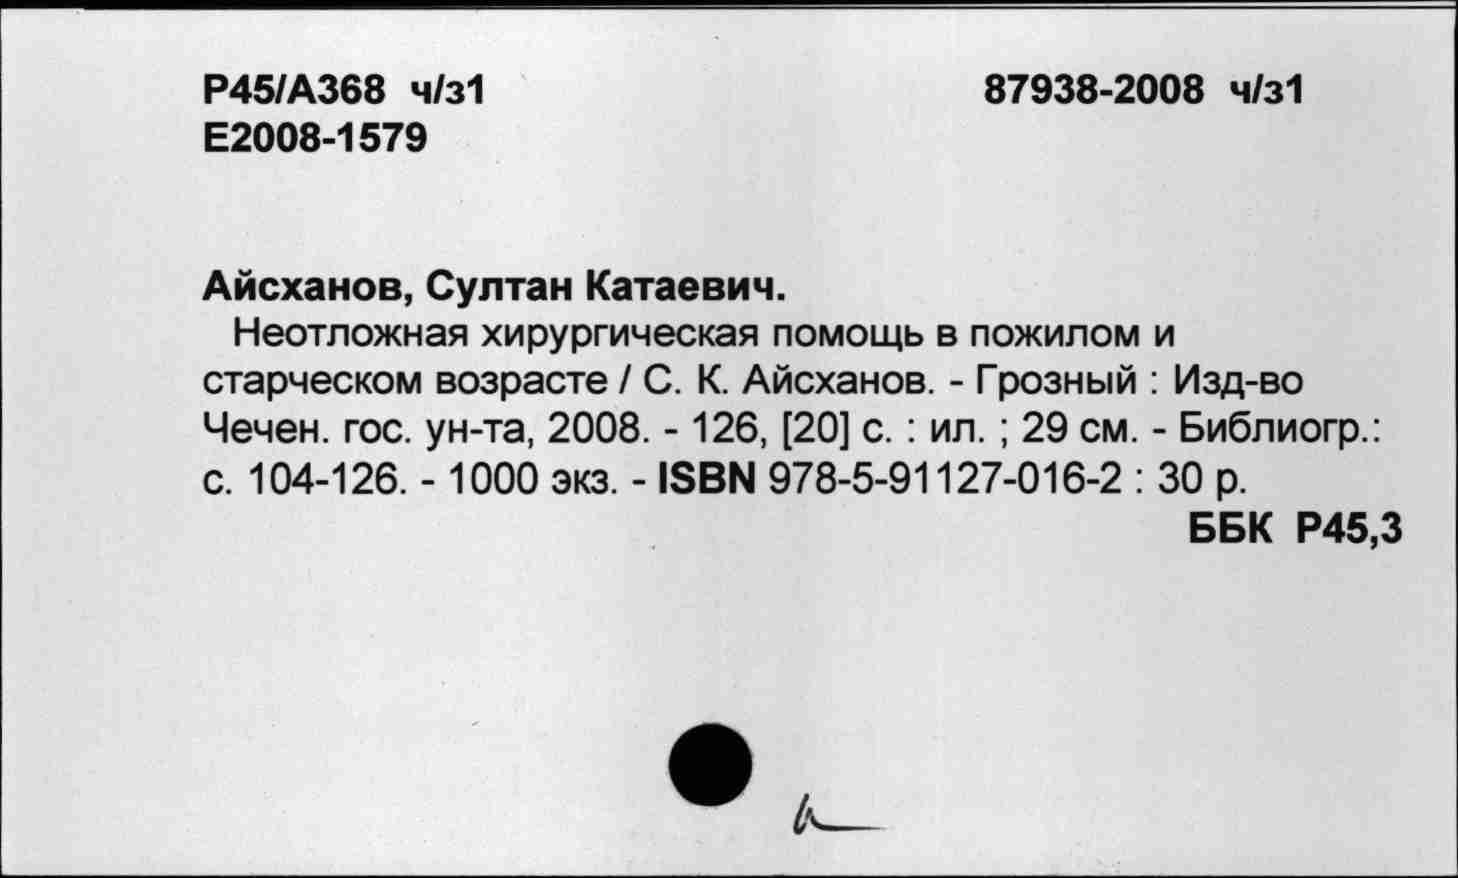 Р45/А368 ч/з1
87938-2008 ч/з1
Е2008-1579
Айсханов, Султан Катаевич.
Неотложная хирургическая помощь в пожилом и
старческом возрасте / С. К. Айсханов. - Грозный : Изд-во
Чечен. гос. ун-та, 2008. - 126, [20] с. : ил. ; 29 см. - Библиогр.:
с. 104-126. - 1000 экз. - ISBN 978-5-91127-016-2 : 30 р.
ББК Р45,3